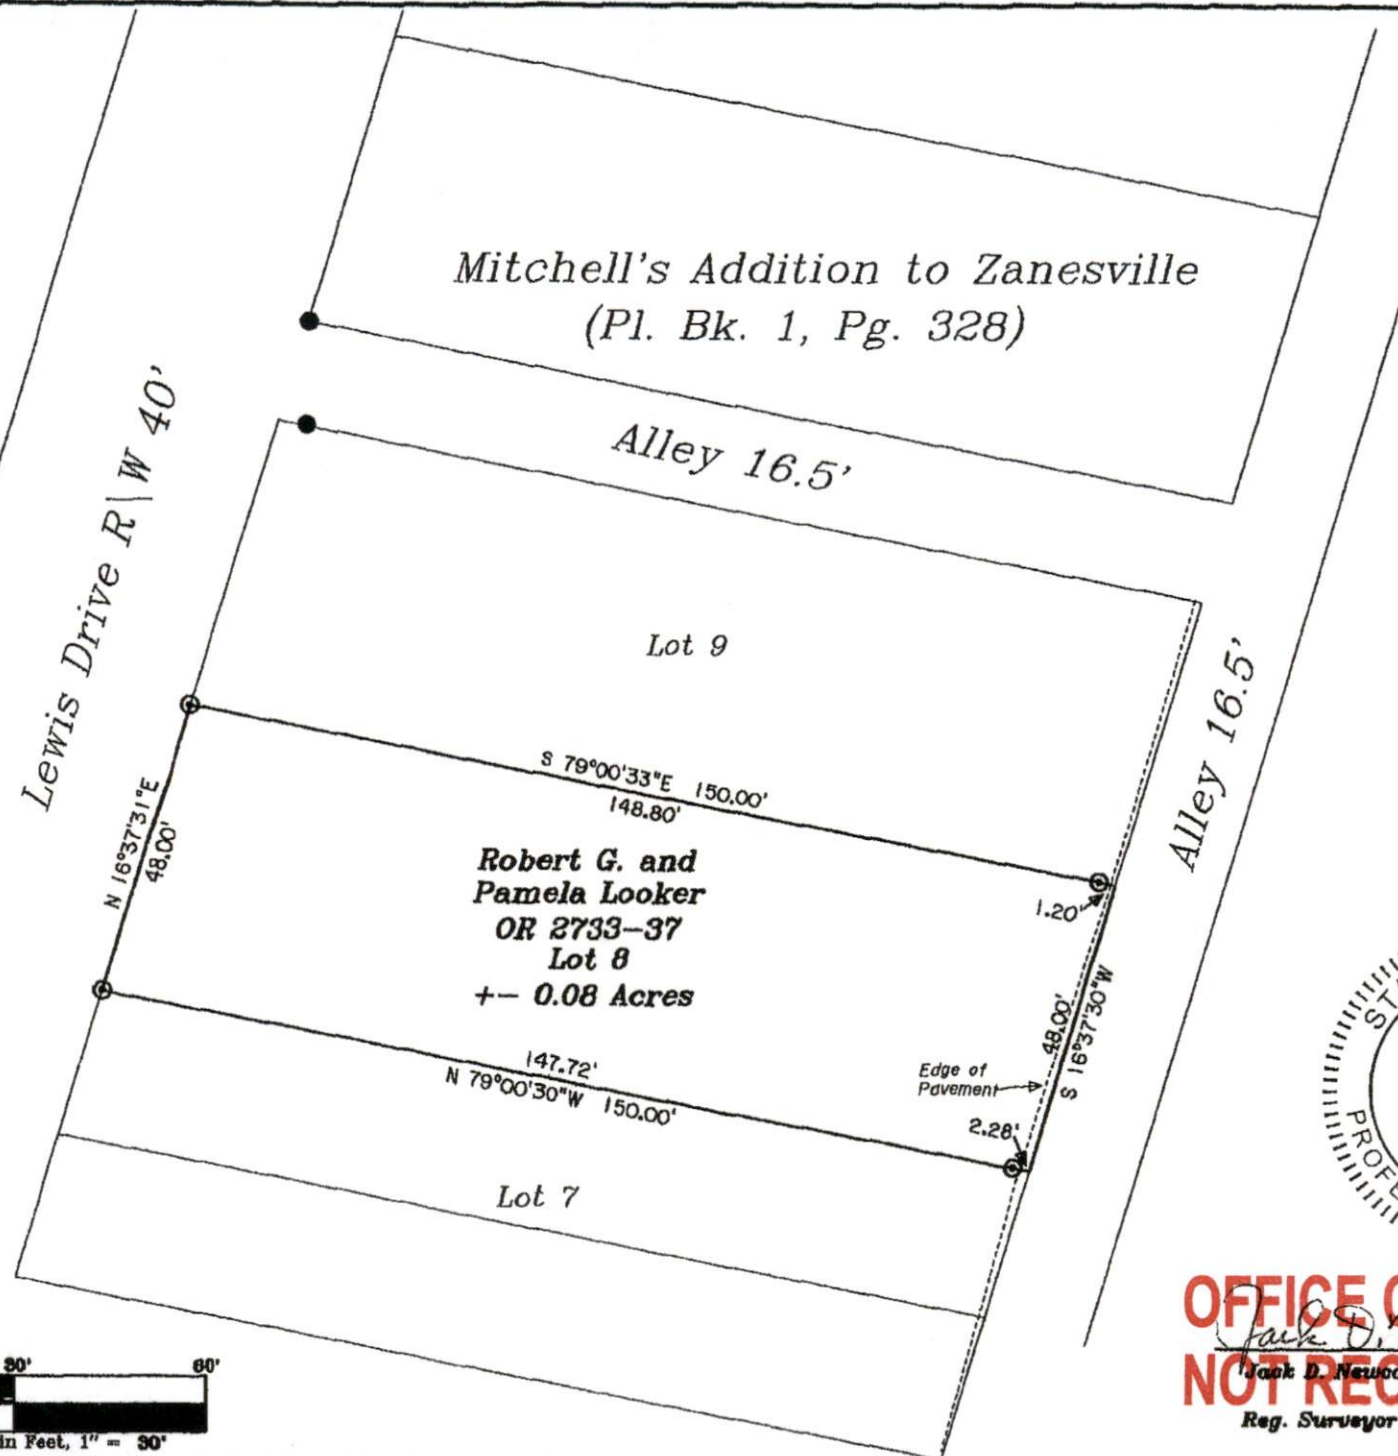 Mitchell's Addition to Zanesville
(Pl. Bk. 1, Pg. 328)
Lewis Drive R\W 40'
Alley 16.5'
Lot 9
Alley 16.5'
S 79°00'33"E 150.00'
148.80'
N 16°37'31"E
48.00'
Robert G. and
Pamela Looker
OR 2733-37
Lot 8
+- 0.08 Acres
1.20'
48.00'
S 16°37'30"W
147.72'
N 79°00'30"W 150.00'
Edge of
Pavement
2.28'
Lot 7
PROFE
30' 60'
in Feet, 1" = 30'
OFFICE
Jack D.
NOT REC
Jack D. Newco
Reg. Surveyor